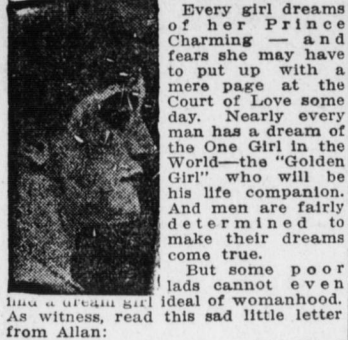 Every girl dreams
of her Prince
Charming — and
fears she may have
to put up with a
mere page at the
Court of Love some
day. Nearly every
man has a dream of
the One Girl in the
World—the "Golden
Girl" who will be
his life companion.
And men are fairly
determined to
make their dreams
come true.
But some poor
lads cannot even
find a dream girl ideal of womanhood.
As witness, read this sad little letter
from Allan: